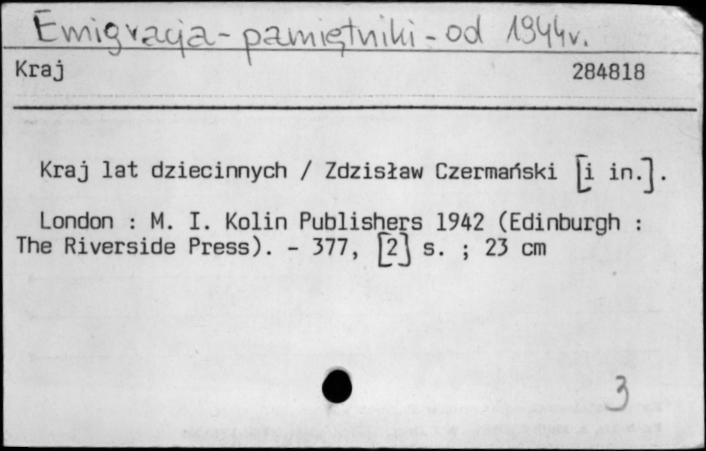 Emigracja - pamiętniki - od 1944 r.
Kraj 284818
Kraj lat dziecinnych / Zdzisław Czermański [i in.].
London : M. I. Kolin Publishers 1942 (Edinburgh :
The Riverside Press). - 377, [2] s. ; 23 cm
3